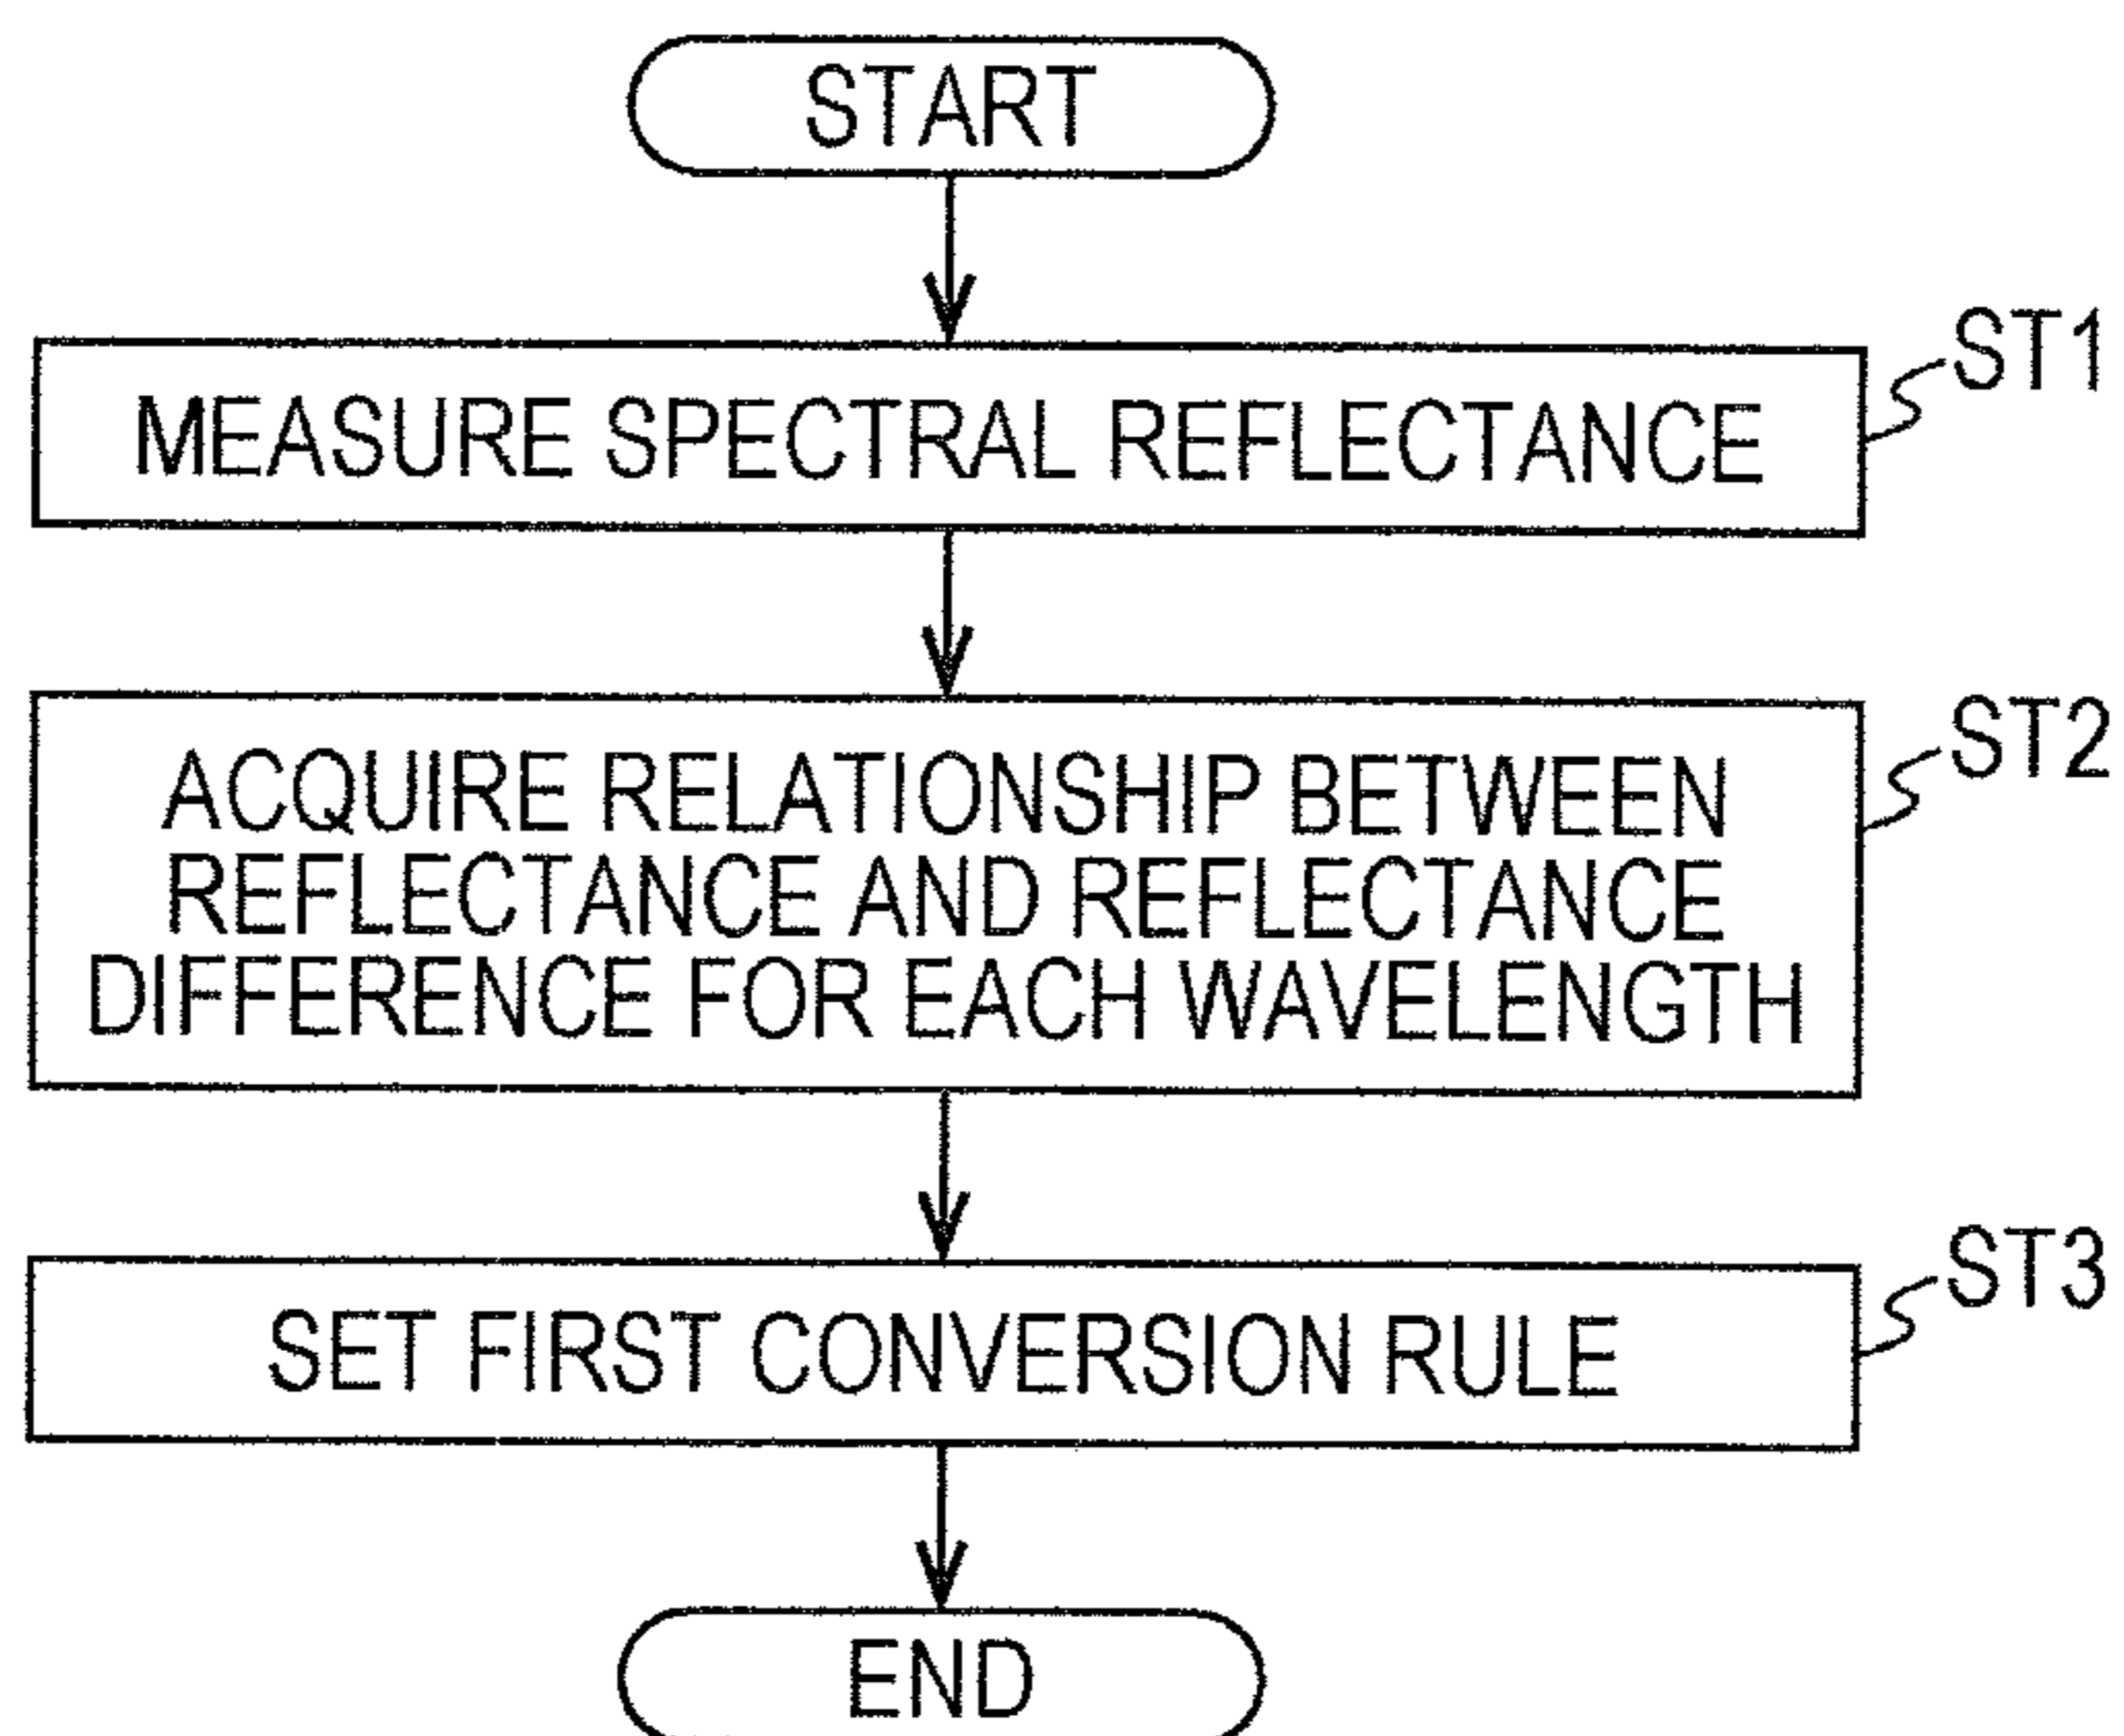 START
ST1
MEASURE SPECTRAL REFLECTANCE
ST2
ACQUIRE RELATIONSHIP BETWEEN
REFLECTANCE AND REFLECTANCE
DIFFERENCE FOR EACH WAVELENGTH
ST3
SET FIRST CONVERSION RULE
END